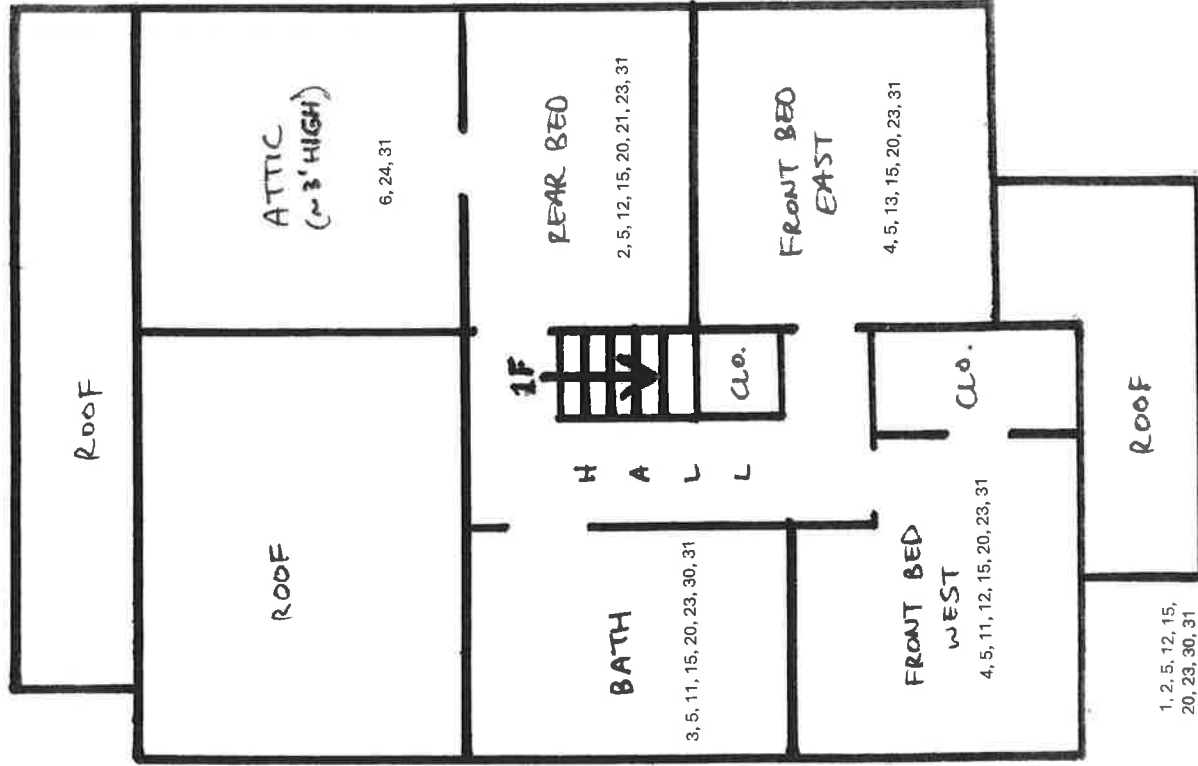 ROOF
ATTIC
(~3' HIGH)
6, 24, 31
ROOF
REAR BED
2, 5, 12, 15, 20, 21, 23, 31
1F
H
A
L
L
CLO.
BATH
3, 5, 11, 15, 20, 23, 30, 31
FRONT BED
EAST
4, 5, 13, 15, 20, 23, 31
CLO.
FRONT BED
WEST
4, 5, 11, 12, 15, 20, 23, 31
ROOF
1, 2, 5, 12, 15,
20, 23, 30, 31